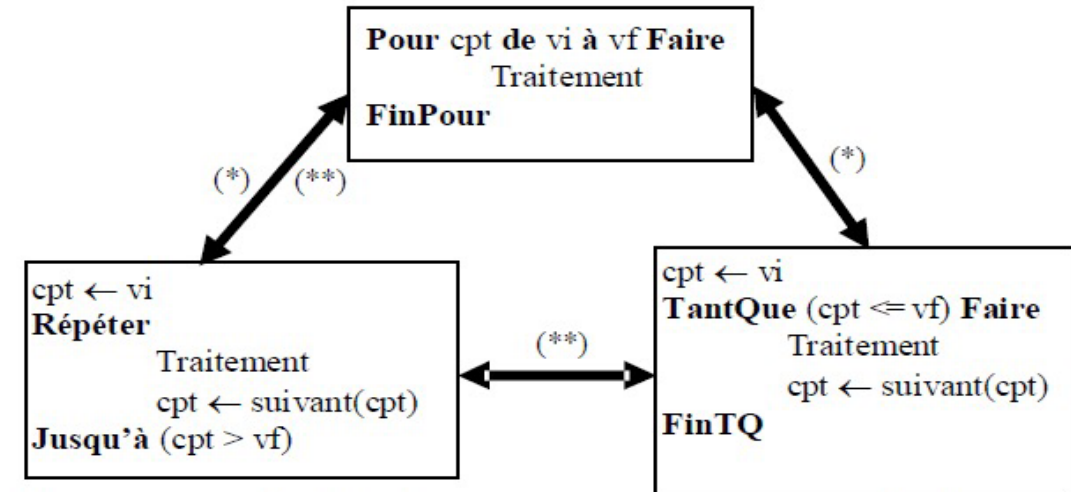 Pour cpt de vi à vf Faire
Traitement
FinPour
(*)
(**)
(*)
cpt ← vi
Répéter
Traitement
cpt ← suivant(cpt)
Jusqu’à (cpt > vf)
(**)
cpt ← vi
TantQue (cpt <= vf) Faire
Traitement
cpt ← suivant(cpt)
FinTQ